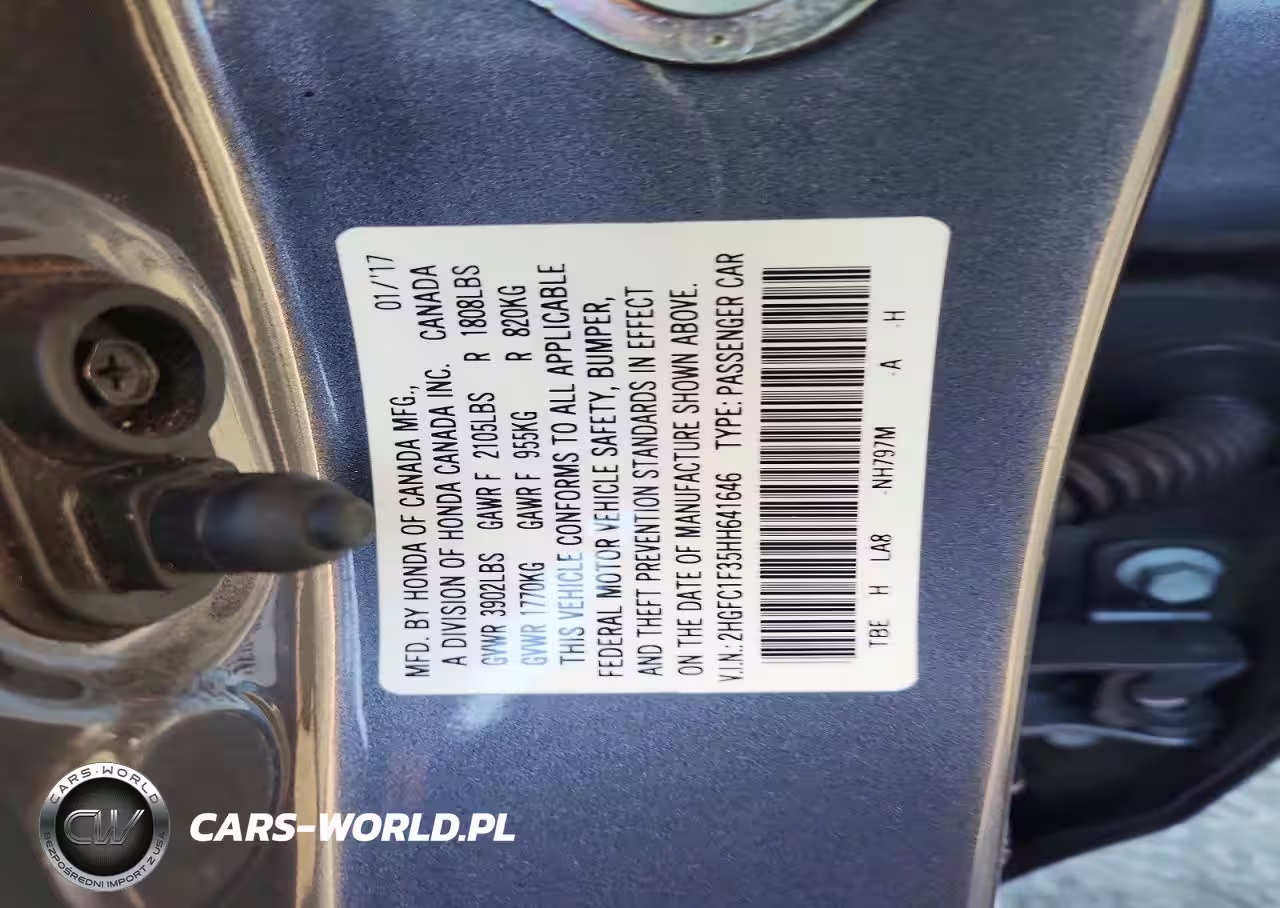 MFD. BY HONDA OF CANADA MFG., 01/'17
A DIVISION OF HONDA CANADA INC. CANADA
GVWR 3902LBS GAWR F 2105LBS R 1808LBS
GVWR 1770KG GAWR F 955KG R 820KG
THIS VEHICLE CONFORMS TO ALL APPLICABLE
FEDERAL MOTOR VEHICLE SAFETY, BUMPER,
AND THEFT PREVENTION STANDARDS IN EFFECT
ON THE DATE OF MANUFACTURE SHOWN ABOVE.
V.I.N.: 2HGFC1F35HH641646 TYPE: PASSENGER CAR
TBE H LA8 -NH797M -A -H
CARS-WORLD
CW
BEZPOŚREDNI IMPORT Z USA
CARS-WORLD.PL